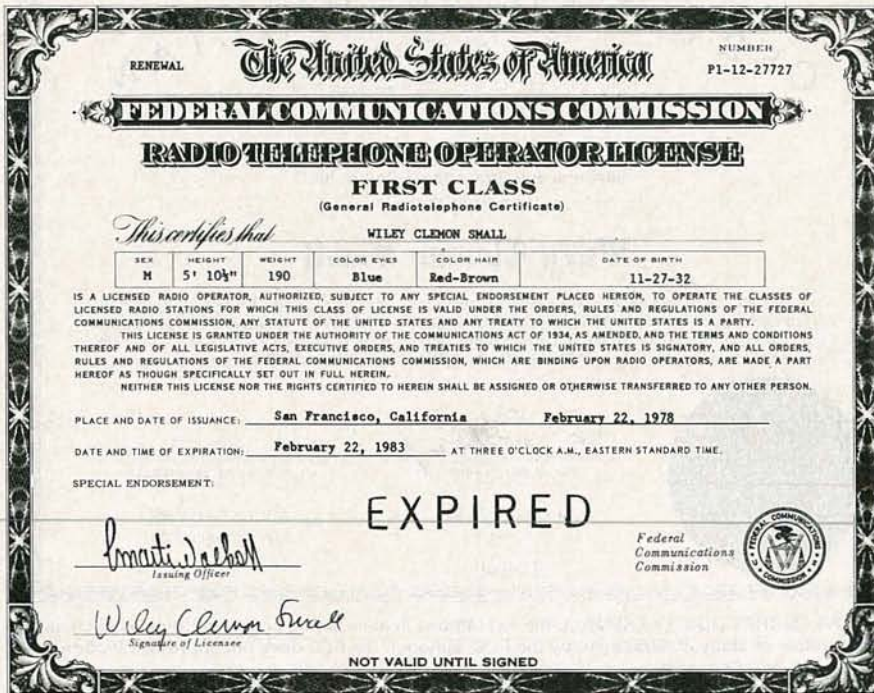 RENEWAL
The United States of America
NUMBER
P1-12-27727
FEDERAL COMMUNICATIONS COMMISSION
RADIO TELEPHONE OPERATOR LICENSE
FIRST CLASS
(General Radiotelephone Certificate)
This certifies that WILEY CLEMON SMALL
SEX HEIGHT WEIGHT COLOR EYES COLOR HAIR DATE OF BIRTH
M 5' 10½" 190 Blue Red-Brown 11-27-32
IS A LICENSED RADIO OPERATOR, AUTHORIZED, SUBJECT TO ANY SPECIAL ENDORSEMENT PLACED HEREON, TO OPERATE THE CLASSES OF
LICENSED RADIO STATIONS FOR WHICH THIS CLASS OF LICENSE IS VALID UNDER THE ORDERS, RULES AND REGULATIONS OF THE FEDERAL
COMMUNICATIONS COMMISSION, ANY STATUTE OF THE UNITED STATES AND ANY TREATY TO WHICH THE UNITED STATES IS A PARTY.
THIS LICENSE IS GRANTED UNDER THE AUTHORITY OF THE COMMUNICATIONS ACT OF 1934, AS AMENDED, AND THE TERMS AND CONDITIONS
THEREOF AND OF ALL LEGISLATIVE ACTS, EXECUTIVE ORDERS, AND TREATIES TO WHICH THE UNITED STATES IS SIGNATORY, AND ALL ORDERS,
RULES AND REGULATIONS OF THE FEDERAL COMMUNICATIONS COMMISSION, WHICH ARE BINDING UPON RADIO OPERATORS, ARE MADE A PART
HEREOF AS THOUGH SPECIFICALLY SET OUT IN FULL HEREIN.
NEITHER THIS LICENSE NOR THE RIGHTS CERTIFIED TO HEREIN SHALL BE ASSIGNED OR OTHERWISE TRANSFERRED TO ANY OTHER PERSON.
PLACE AND DATE OF ISSUANCE: San Francisco, California February 22, 1978
DATE AND TIME OF EXPIRATION: February 22, 1983 AT THREE O'CLOCK A.M., EASTERN STANDARD TIME.
SPECIAL ENDORSEMENT:
EXPIRED
Issuing Officer
Federal
Communications
Commission
FEDERAL COMMUNICATIONS COMMISSION
Wiley Clemon Small
Signature of Licensee
NOT VALID UNTIL SIGNED